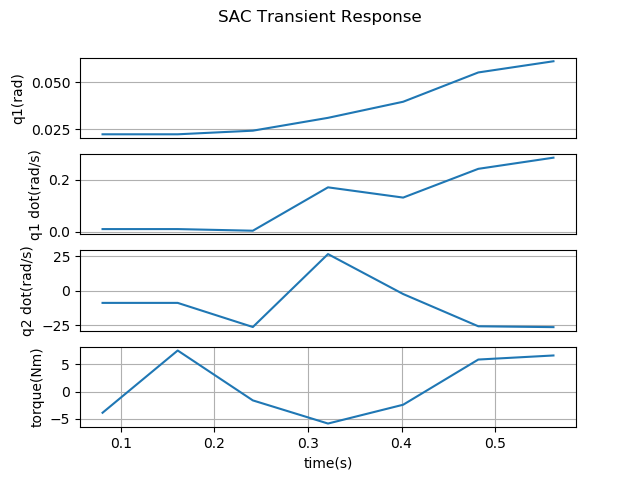 SAC Transient Response
q1(rad)
0.050
0.025
q1 dot(rad/s)
0.2
0.0
q2 dot(rad/s)
25
0
−25
torque(Nm)
5
0
−5
0.1 0.2 0.3 0.4 0.5
time(s)